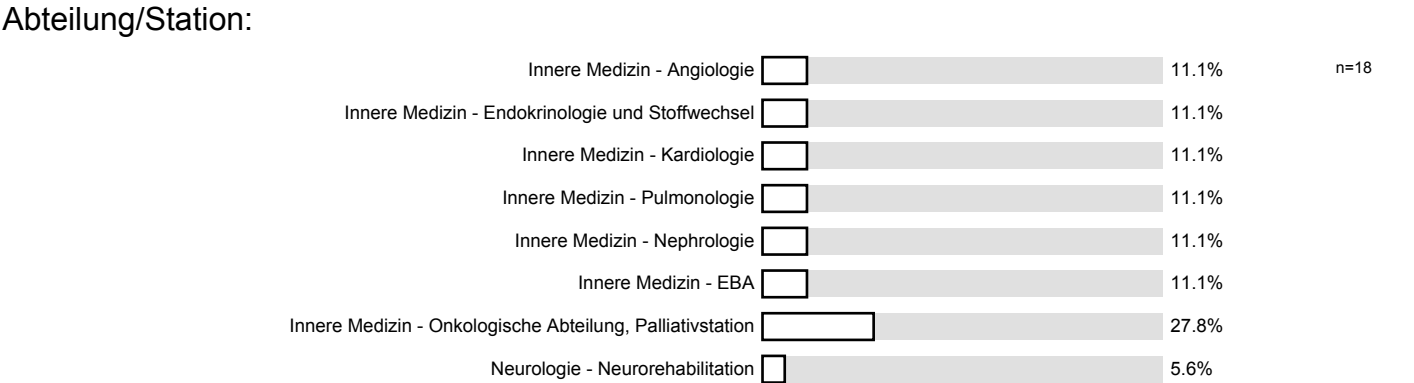 Abteilung/Station:
Innere Medizin - Angiologie 11.1% n=18
Innere Medizin - Endokrinologie und Stoffwechsel 11.1%
Innere Medizin - Kardiologie 11.1%
Innere Medizin - Pulmonologie 11.1%
Innere Medizin - Nephrologie 11.1%
Innere Medizin - EBA 11.1%
Innere Medizin - Onkologische Abteilung, Palliativstation 27.8%
Neurologie - Neurorehabilitation 5.6%